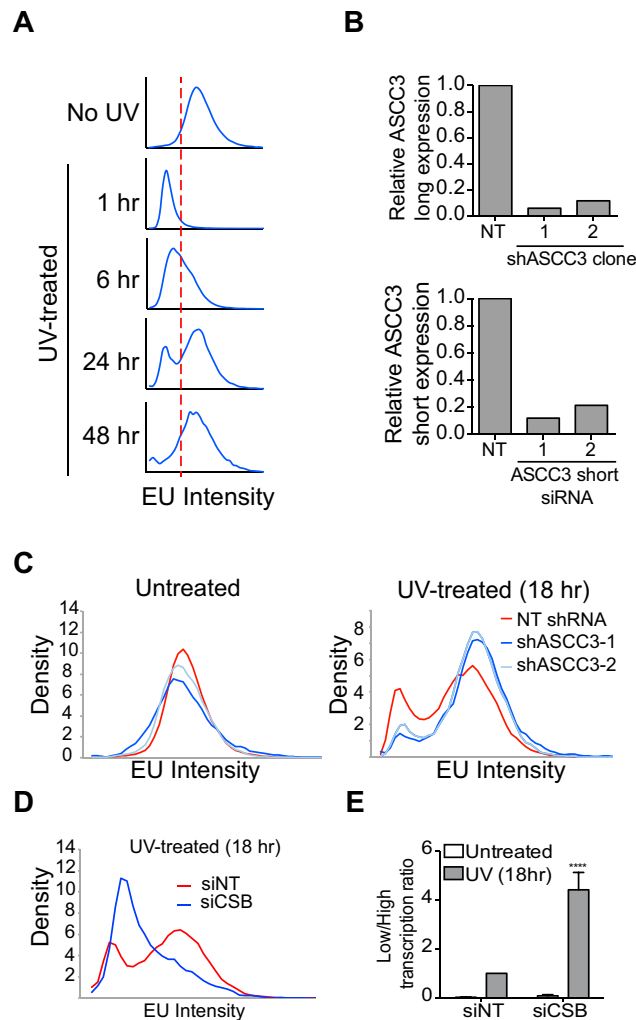 A
No UV
UV-treated
1 hr
6 hr
24 hr
48 hr
EU Intensity
B
Relative ASCC3
long expression
1.0
0.8
0.6
0.4
0.2
0.0
NT
1
2
shASCC3 clone
Relative ASCC3
short expression
1.0
0.8
0.6
0.4
0.2
0.0
NT
1
2
ASCC3 short
siRNA
C
Untreated
Density
14
12
10
8
6
4
2
0
EU Intensity
UV-treated (18 hr)
Density
8
6
4
2
NT shRNA
shASCC3-1
shASCC3-2
EU Intensity
D
UV-treated (18 hr)
Density
14
12
10
8
6
4
2
siNT
siCSB
EU Intensity
E
Low/High
transcription ratio
6
4
2
0
Untreated
UV (18hr)
****
siNT
siCSB